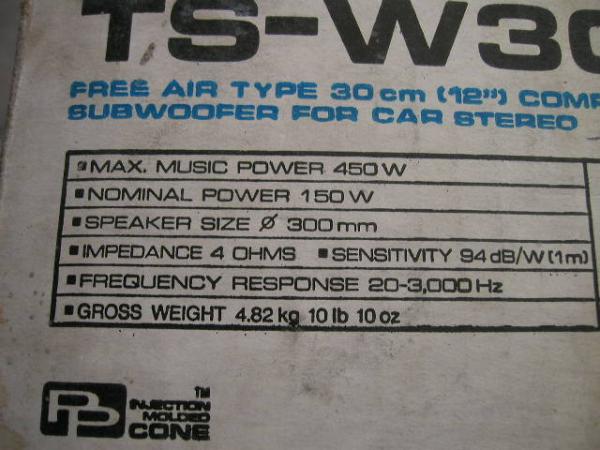 TS-W30
FREE AIR TYPE 30 cm (12")
SUBWOOFER FOR CAR STEREO
■MAX. MUSIC POWER 450 W
■NOMINAL POWER 150 W
■SPEAKER SIZE Ø 300 mm
■IMPEDANCE 4 OHMS ■SENSITIVITY 94 dB/W (1m)
■FREQUENCY RESPONSE 20-3,000 Hz
■GROSS WEIGHT 4.82 kg 10 lb 10 oz
TM
INJECTION
MOLDED
CONE